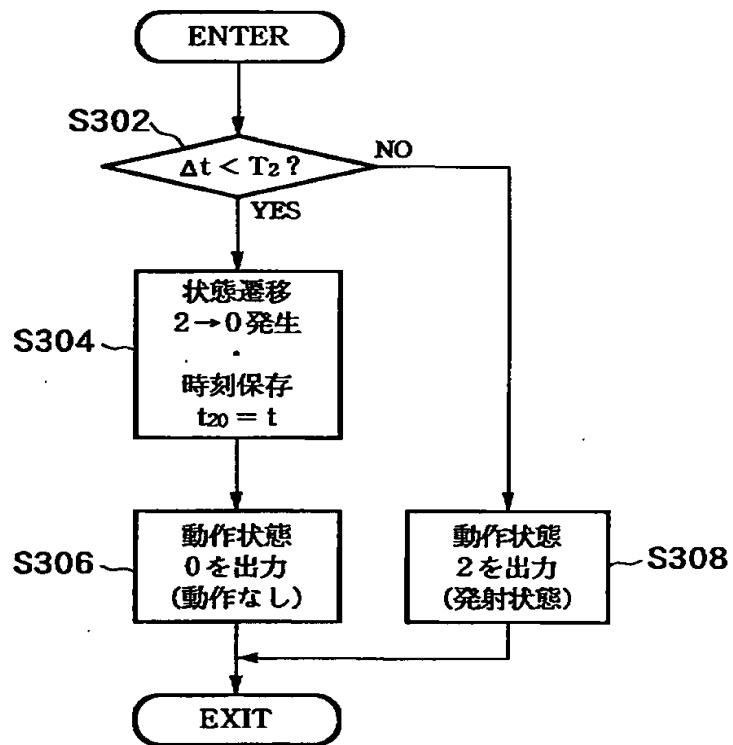 ENTER
S302
Δt < T₂ ?
NO
YES
状態遷移
2→0発生
・
時刻保存
t₂₀ = t
S304
動作状態
0を出力
(動作なし)
S306
動作状態
2を出力
(発射状態)
S308
EXIT